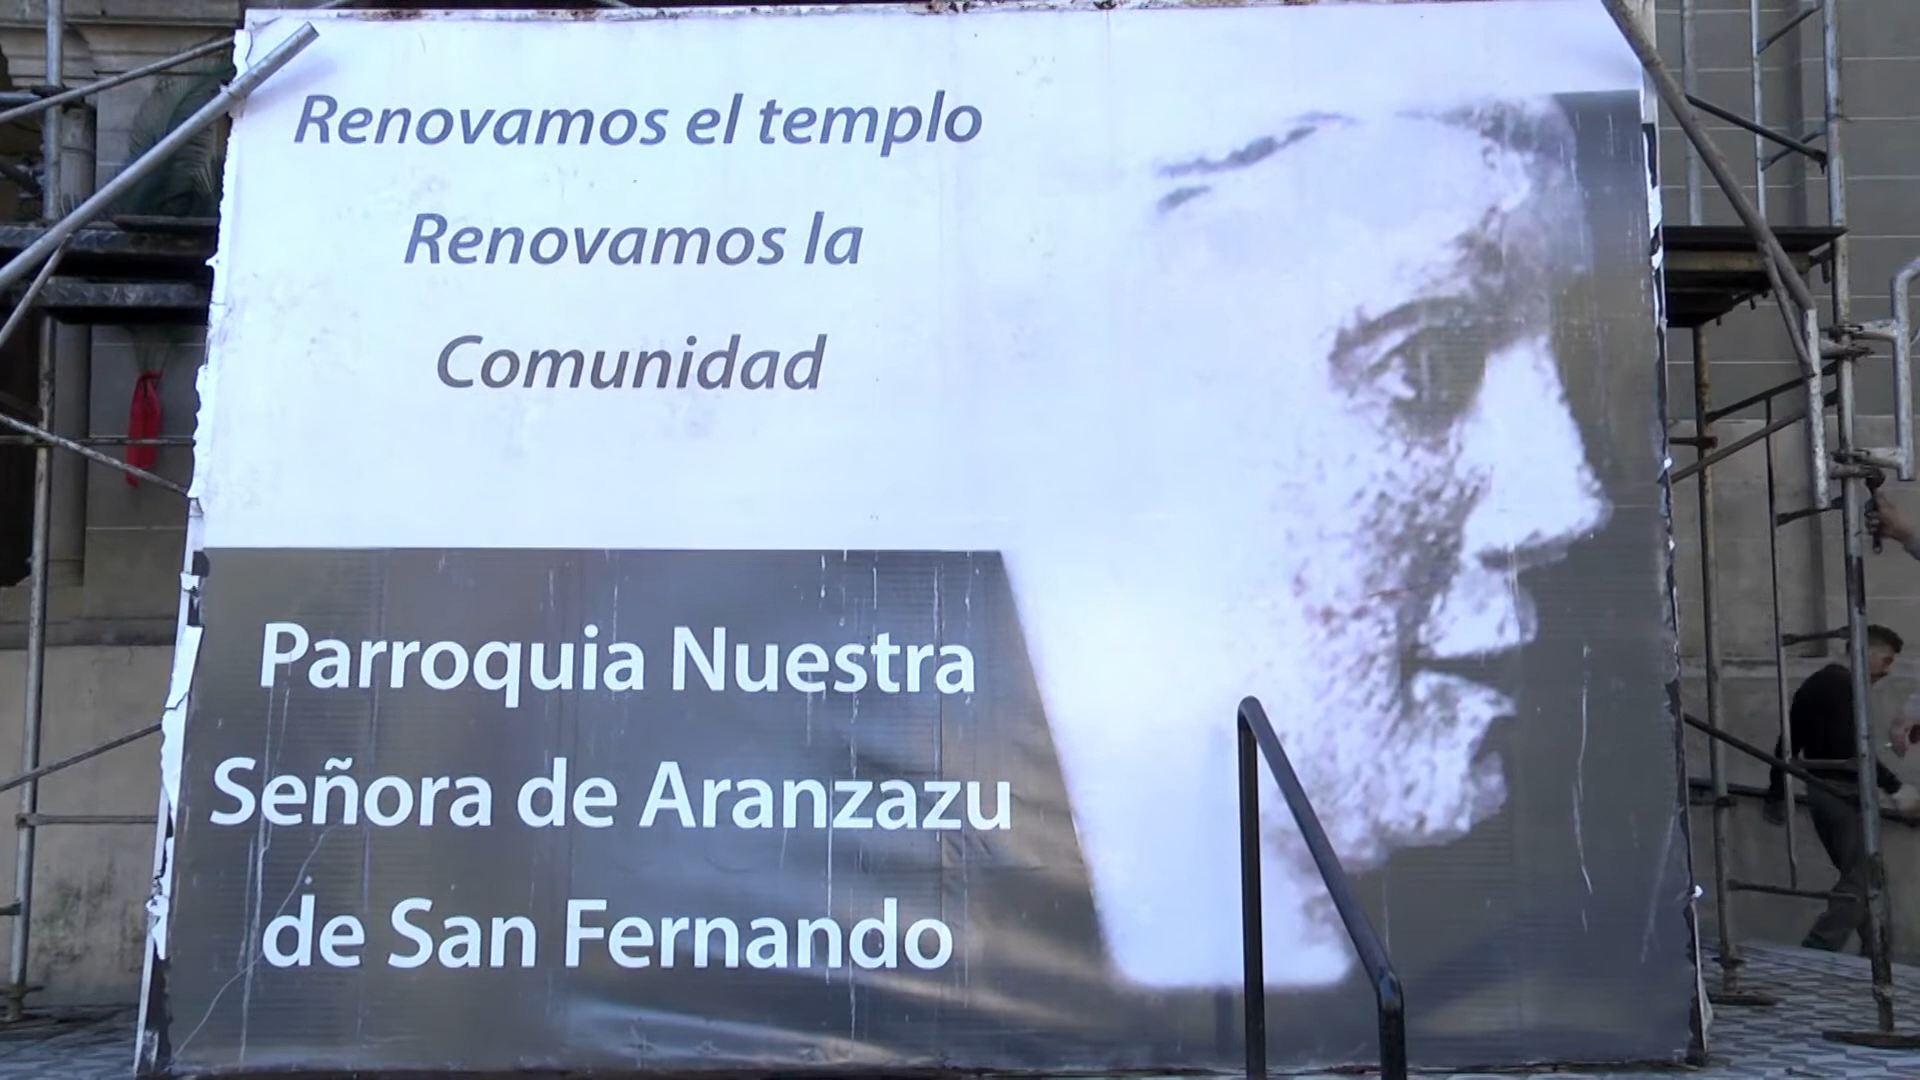 Renovamos el templo
Renovamos la
Comunidad
Parroquia Nuestra
Señora de Aranzazu
de San Fernando